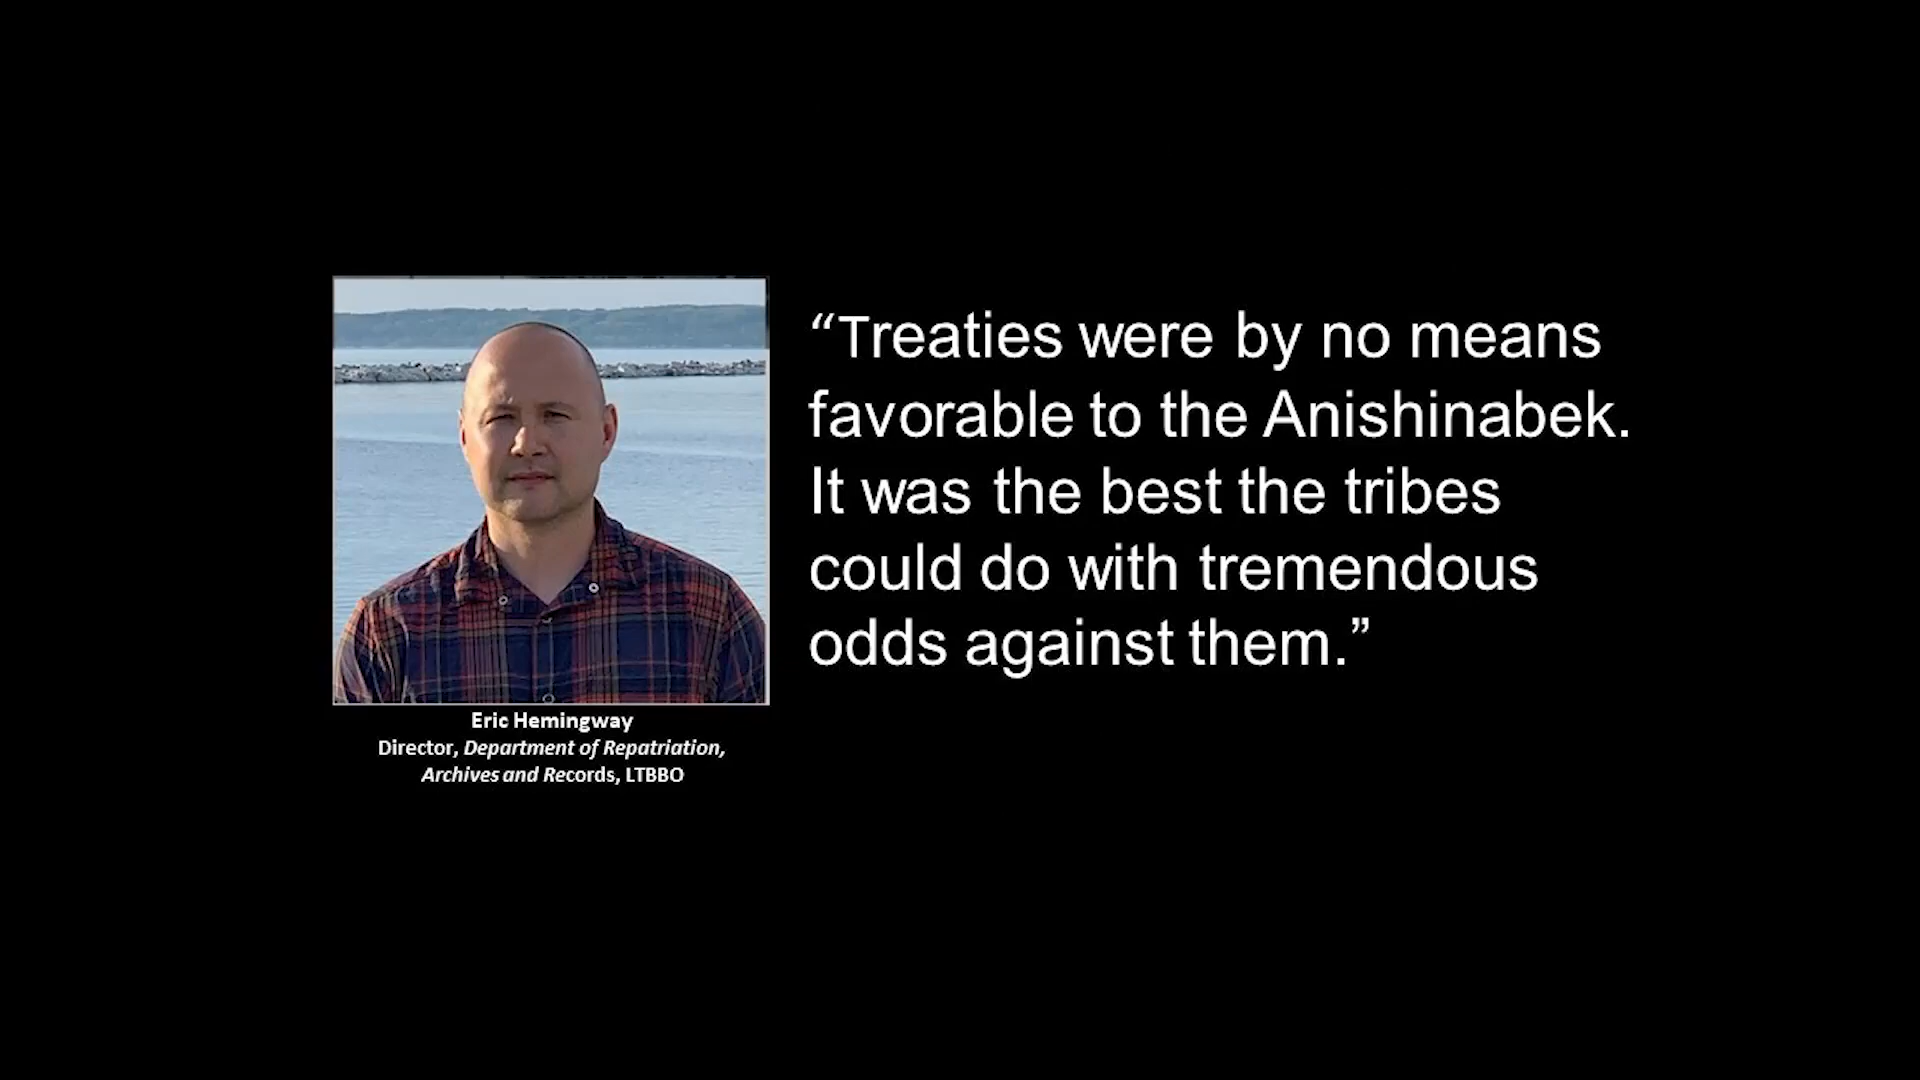 “Treaties were by no means
favorable to the Anishinabek.
It was the best the tribes
could do with tremendous
odds against them.”
Eric Hemingway
Director, Department of Repatriation,
Archives and Records, LTBBO